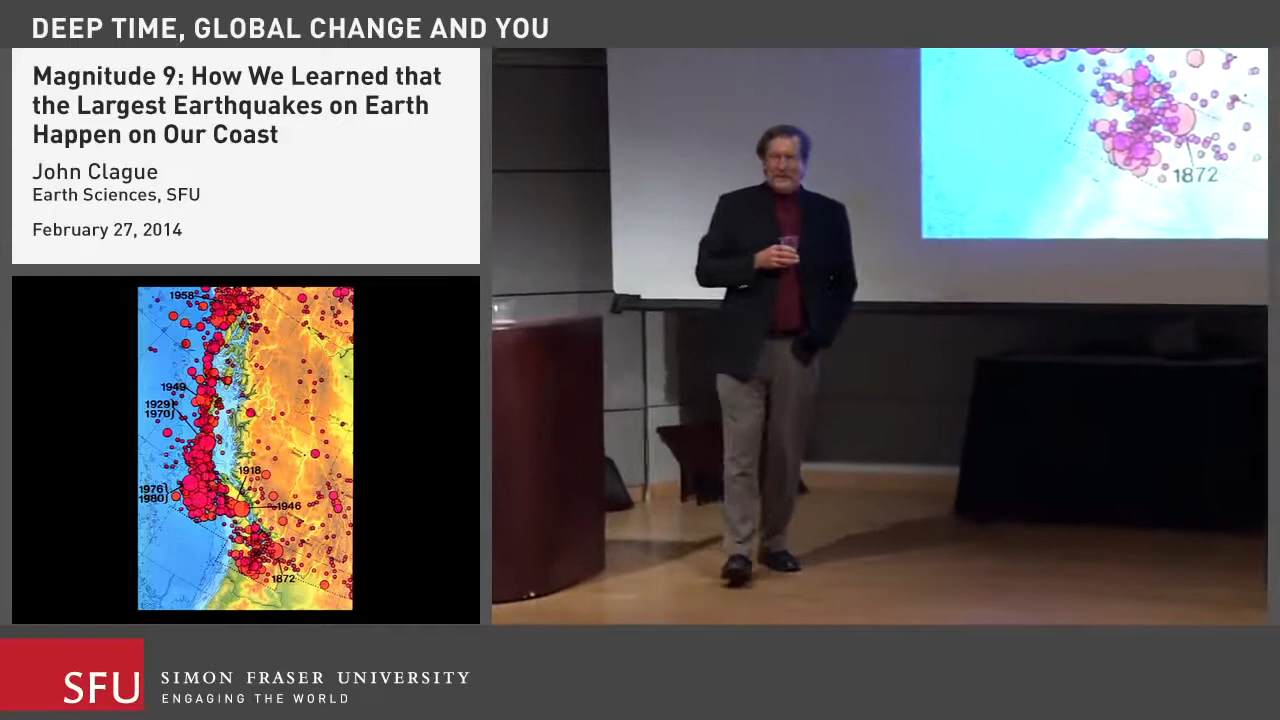 DEEP TIME, GLOBAL CHANGE AND YOU
Magnitude 9: How We Learned that
the Largest Earthquakes on Earth
Happen on Our Coast
John Clague
Earth Sciences, SFU
February 27, 2014
1958
1949
1929
1970
1918
1976
1980
1946
1872
1872
SFU
SIMON FRASER UNIVERSITY
ENGAGING THE WORLD